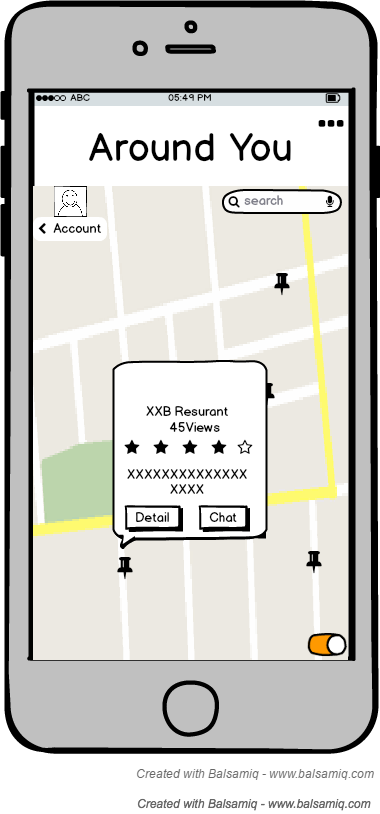 ABC 05:49 PM
Around You
search
Account
XXB Resurant
45Views
XXXXXXXXXXXXXX
XXXX
Detail Chat
Created with Balsamiq - www.balsamiq.com
Created with Balsamiq - www.balsamiq.com